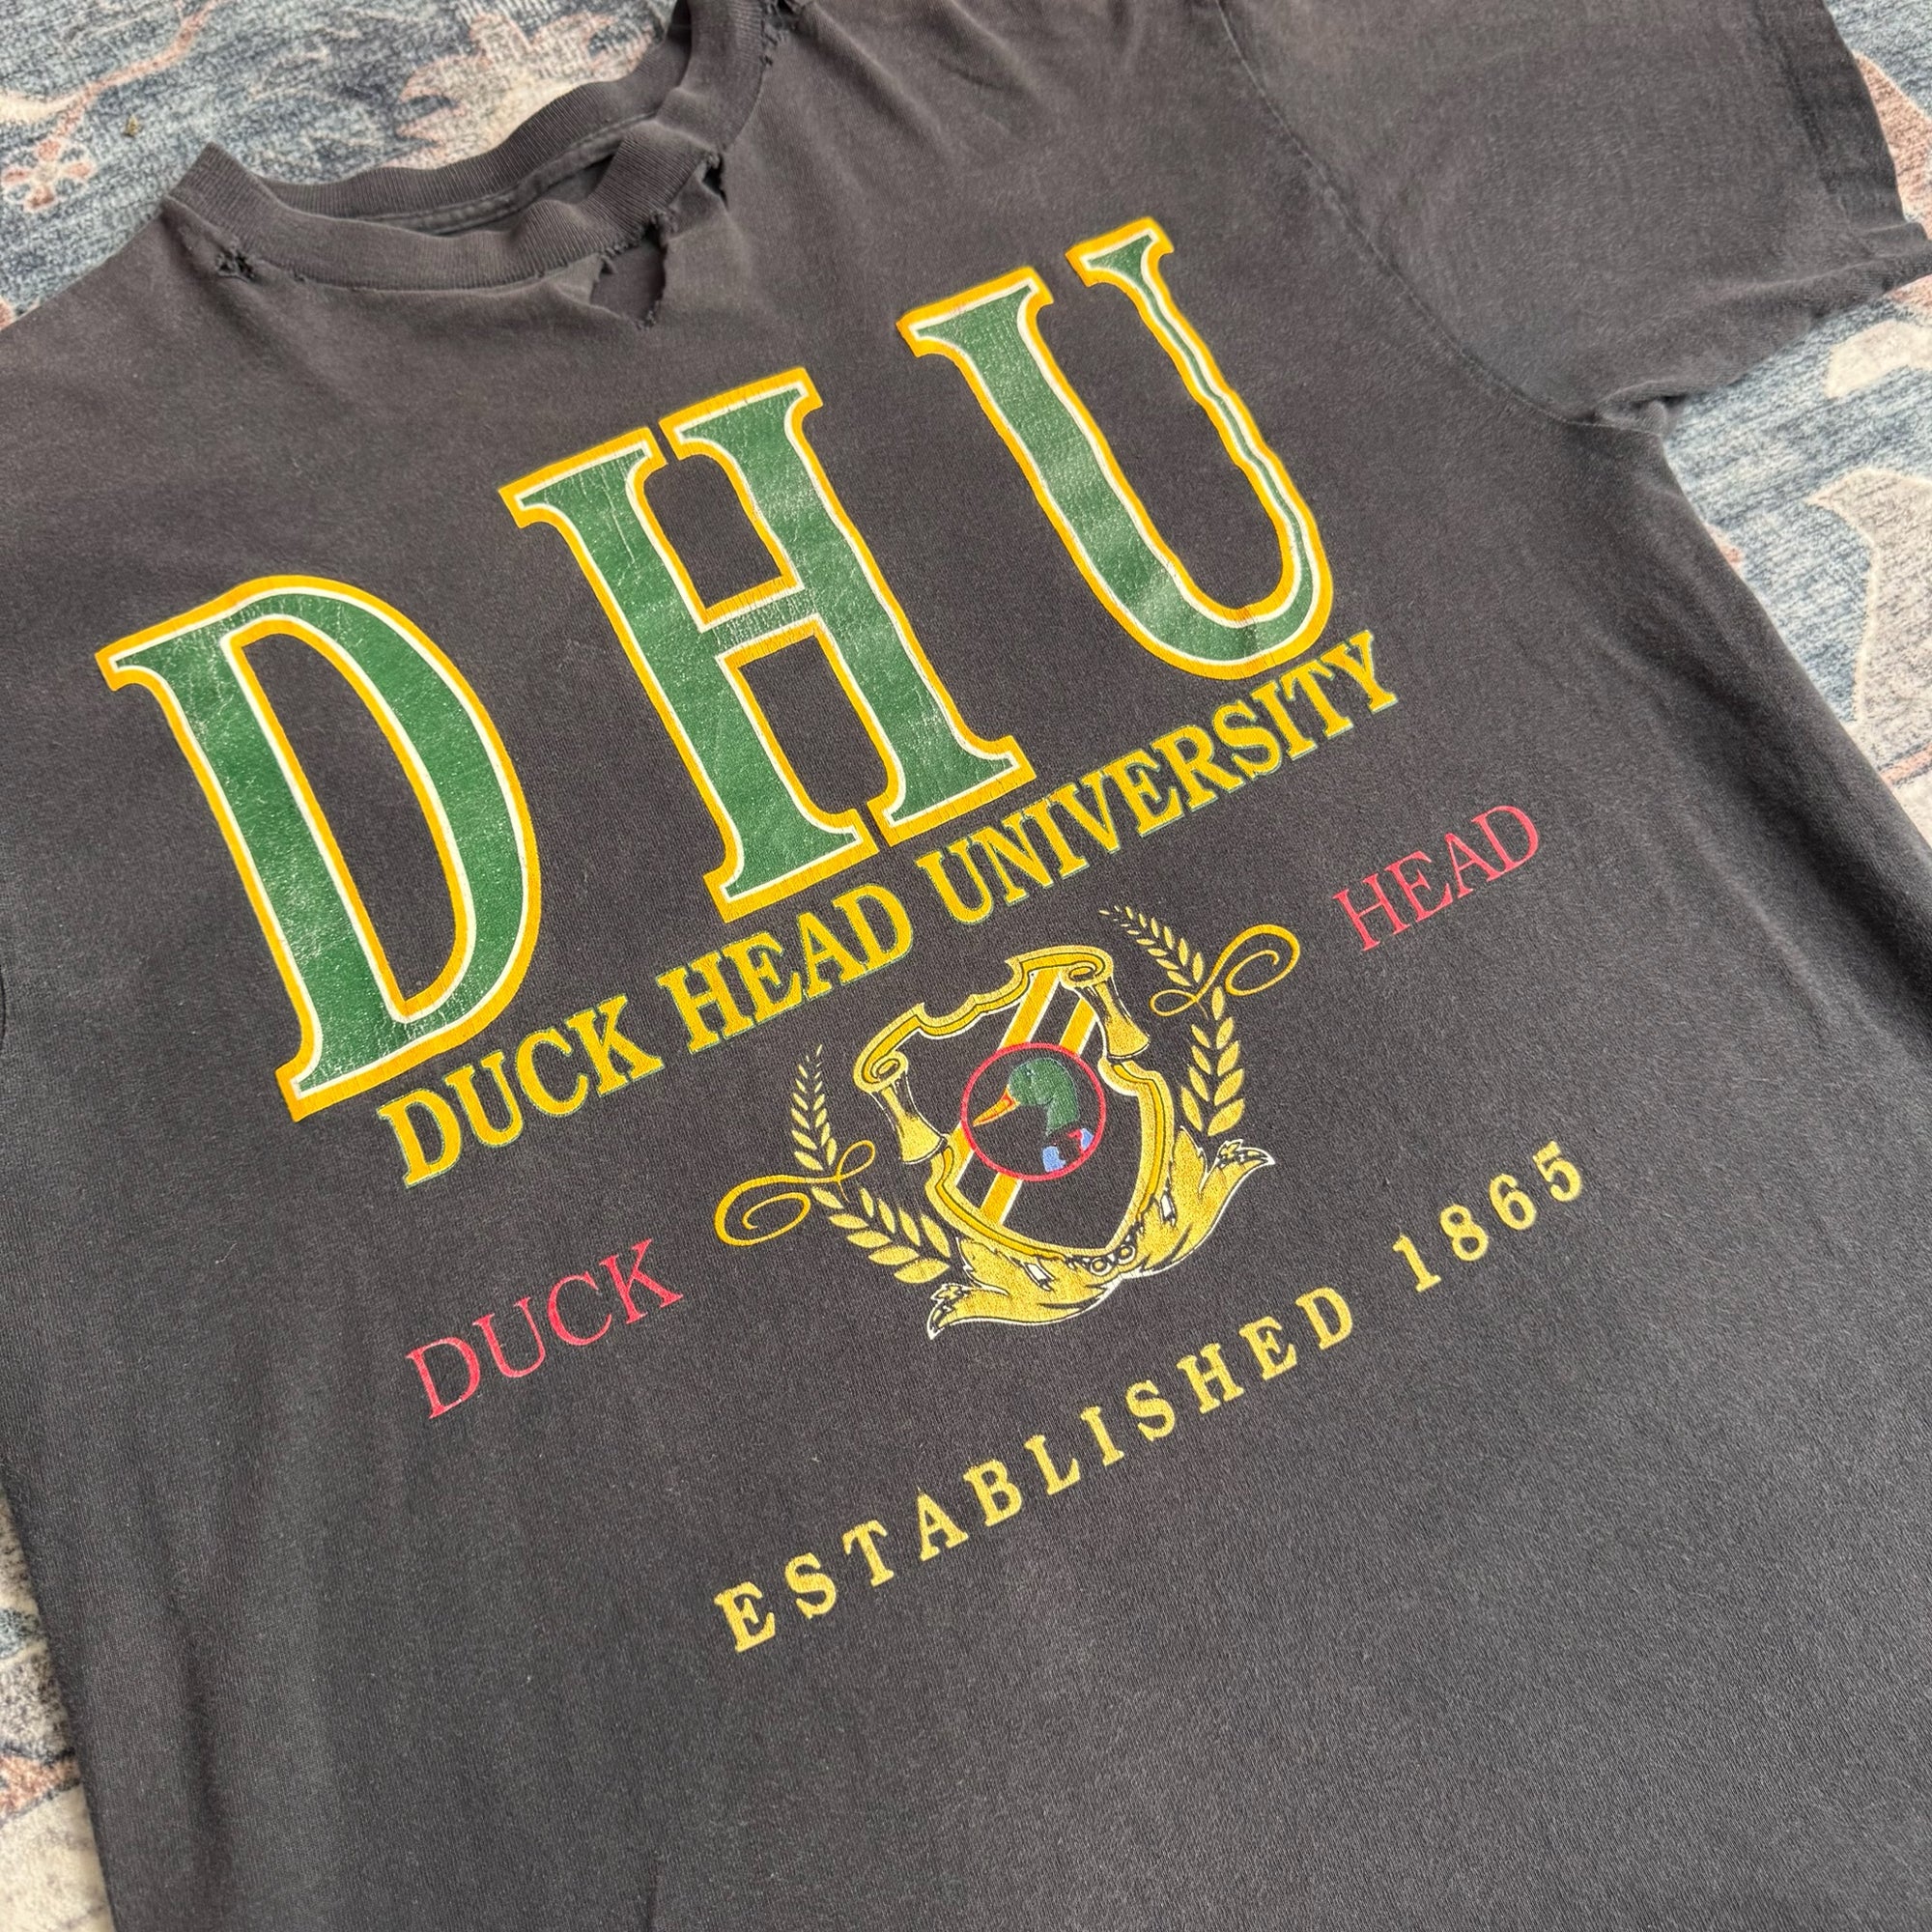 DHU
DUCK HEAD UNIVERSITY
DUCK HEAD
ESTABLISHED 1865